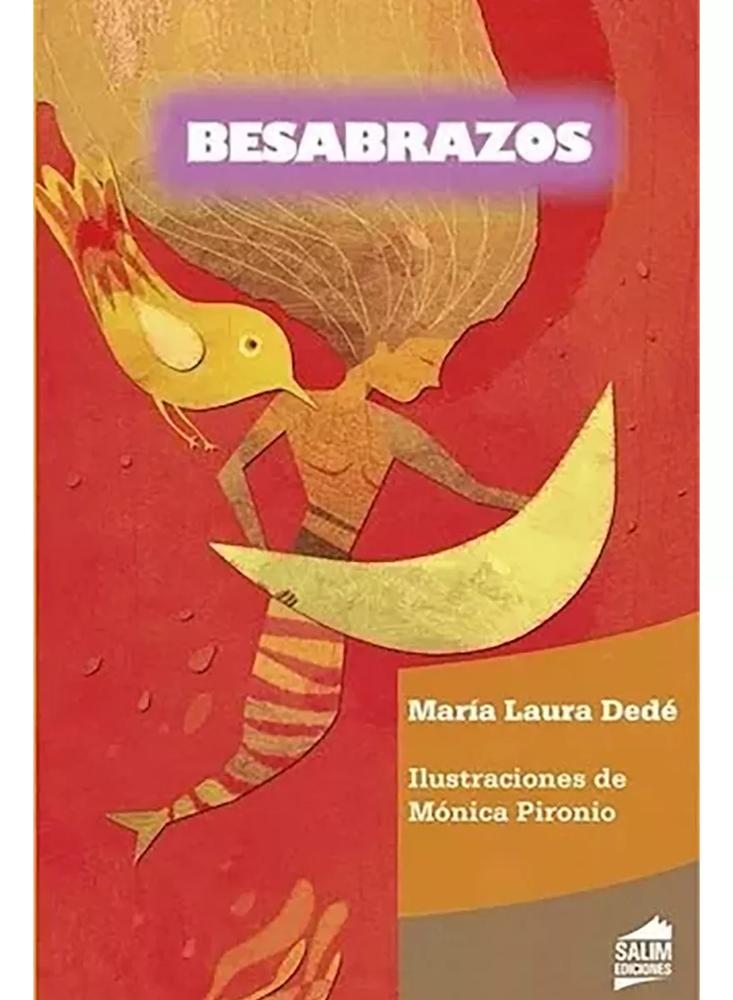 BESABRAZOS
María Laura Dedé
Ilustraciones de
Mónica Pironio
SALIM
EDICIONES